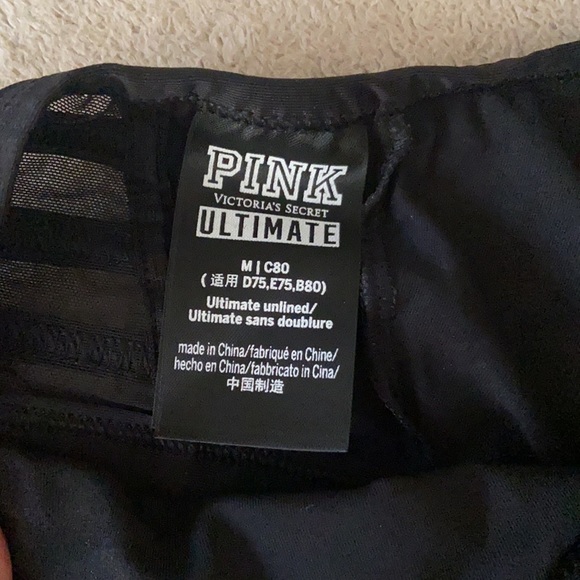 PINK
VICTORIA'S SECRET
ULTIMATE
M | C80
(适用 D75,E75,B80)
Ultimate unlined/
Ultimate sans doublure
made in China/fabriqué en Chine/
hecho en China/fabbricato in Cina/
中国制造